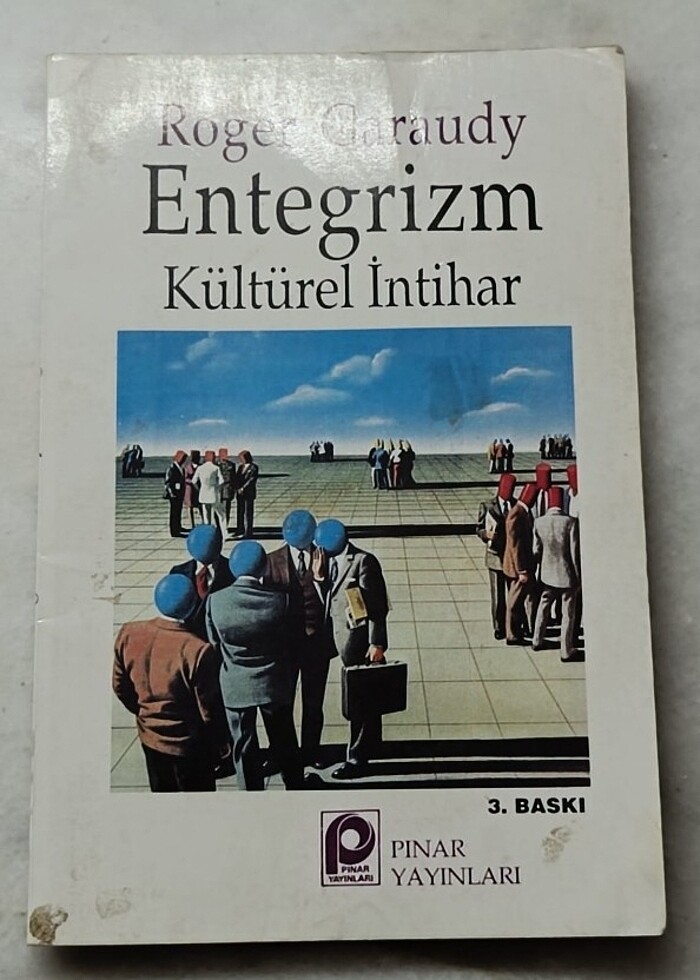 Roger Garaudy
Entegrizm
Kültürel İntihar
3. BASKI
PINAR
YAYINLARI
PINAR
YAYINLARI